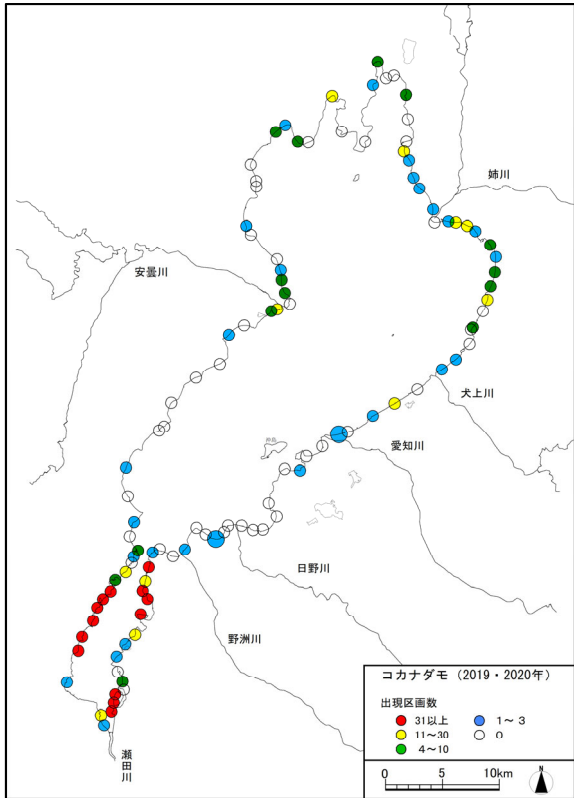 姉川
安曇川
犬上川
愛知川
日野川
野洲川
瀬田川
コカナダモ（2019・2020年）
出現区画数
31以上
11～30
4～10
1～3
0
0 5 10km
N